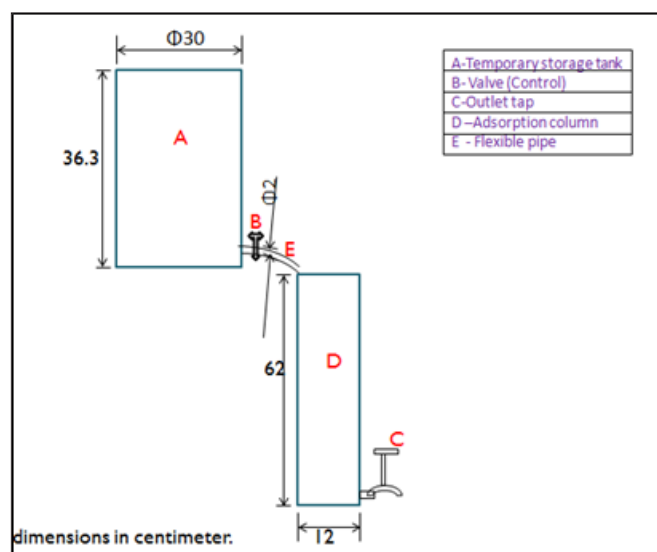 Φ30
A-Temporary storage tank
B- Valve (Control)
C-Outlet tap
D –Adsorption column
E - Flexible pipe
A
36.3
Φ2
B
E
D
62
C
12
dimensions in centimeter.